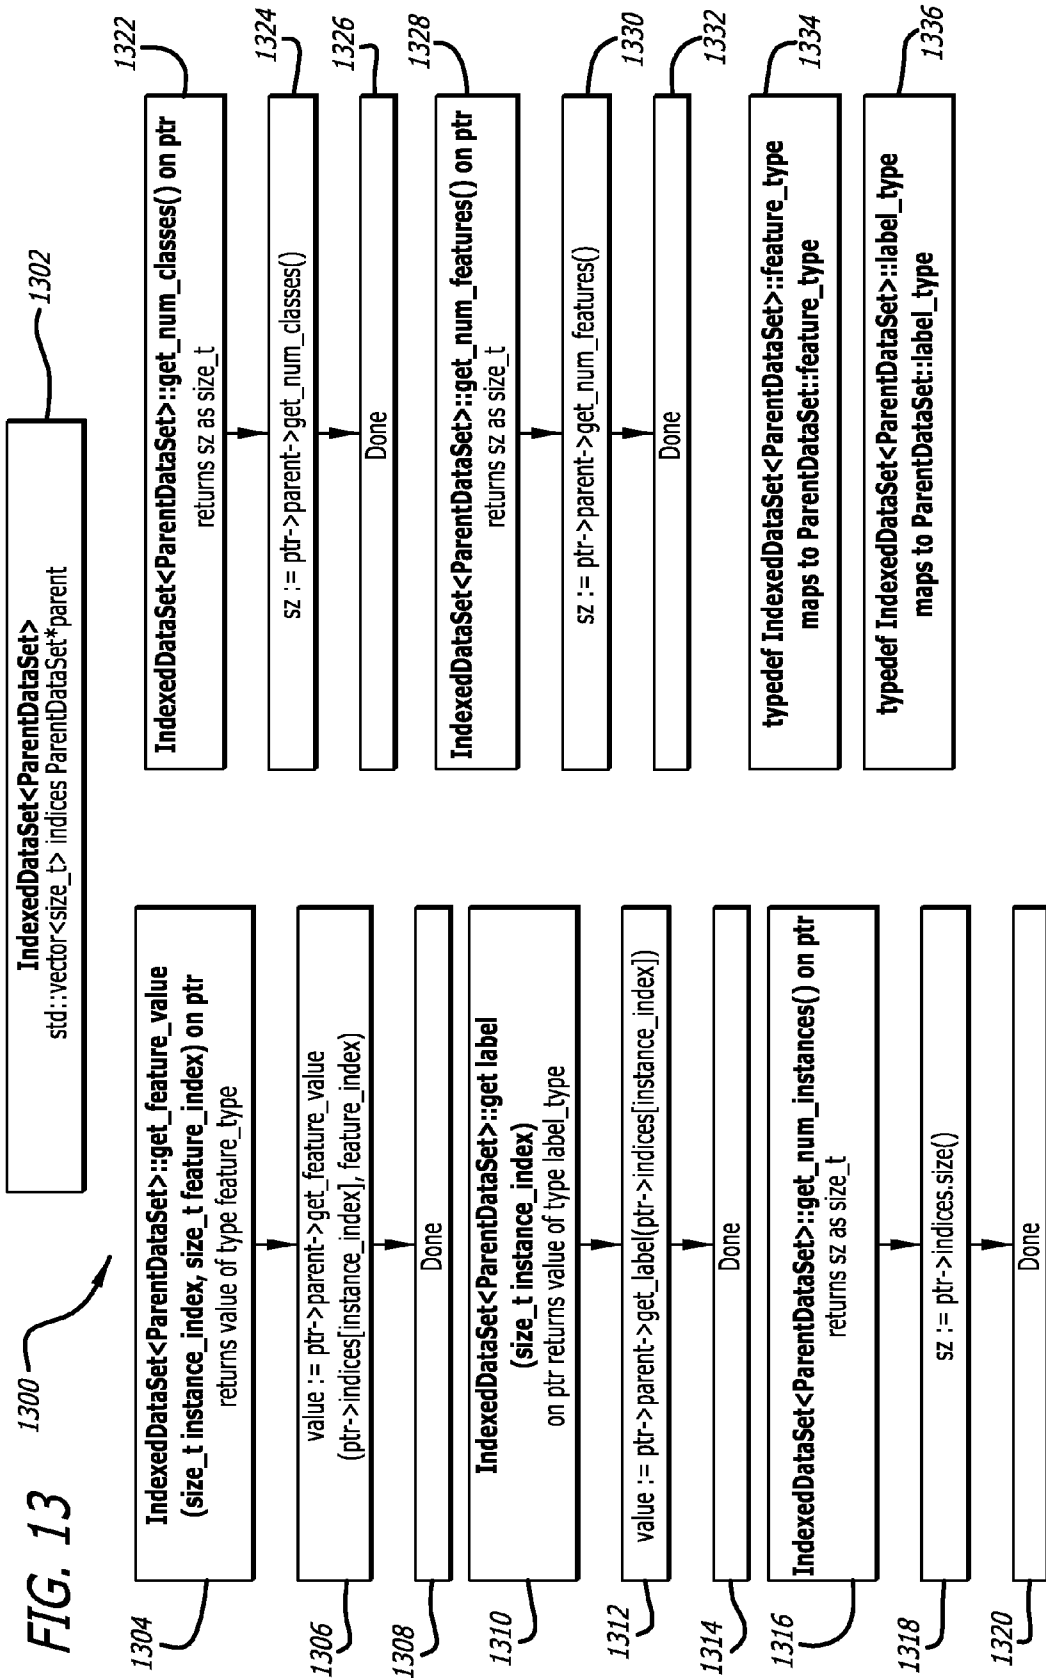 FIG. 13
1300
1302
IndexedDataSet<ParentDataSet>
std::vector<size_t> indices ParentDataSet*parent
1304
IndexedDataSet<ParentDataSet>::get_feature_value
(size_t instance_index, size_t feature_index) on ptr
returns value of type feature_type
1306
value := ptr->parent->get_feature_value
(ptr->indices[instance_index], feature_index)
1308
Done
1310
IndexedDataSet<ParentDataSet>::get label
(size_t instance_index)
on ptr returns value of type label_type
1312
value := ptr->parent->get_label(ptr->indices[instance_index])
1314
Done
1316
IndexedDataSet<ParentDataSet>::get_num_instances() on ptr
returns sz as size_t
1318
sz := ptr->indices.size()
1320
Done
1322
IndexedDataSet<ParentDataSet>::get_num_classes() on ptr
returns sz as size_t
1324
sz := ptr->parent->get_num_classes()
1326
Done
1328
IndexedDataSet<ParentDataSet>::get_num_features() on ptr
returns sz as size_t
1330
sz := ptr->parent->get_num_features()
1332
Done
1334
typedef IndexedDataSet<ParentDataSet>::feature_type
maps to ParentDataSet::feature_type
1336
typedef IndexedDataSet<ParentDataSet>::label_type
maps to ParentDataSet::label_type